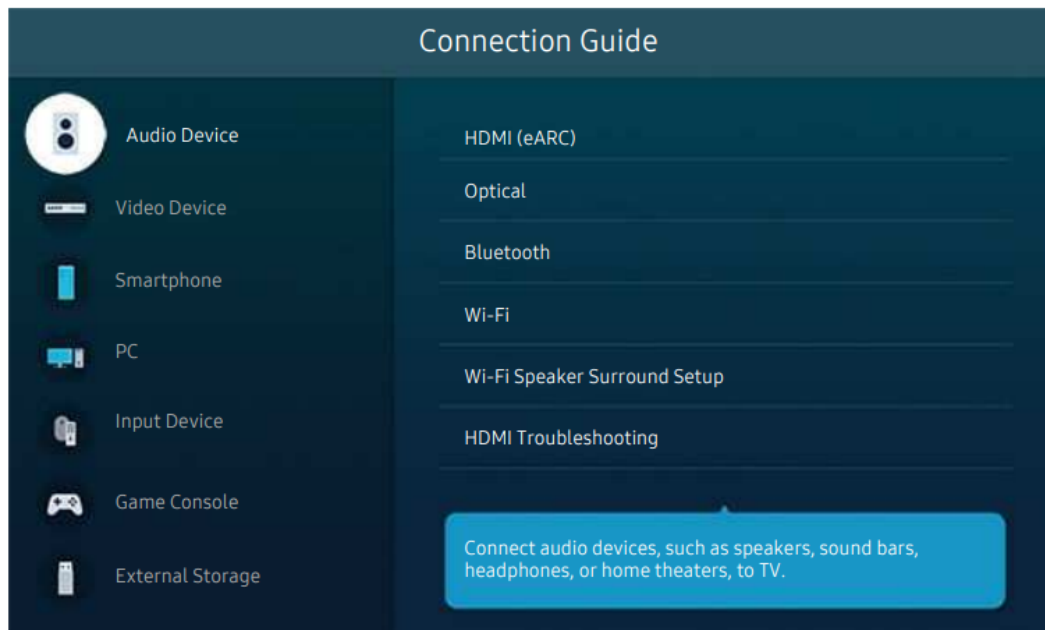 Connection Guide
Audio Device
Video Device
Smartphone
PC
Input Device
Game Console
External Storage
HDMI (eARC)
Optical
Bluetooth
Wi-Fi
Wi-Fi Speaker Surround Setup
HDMI Troubleshooting
Connect audio devices, such as speakers, sound bars,
headphones, or home theaters, to TV.